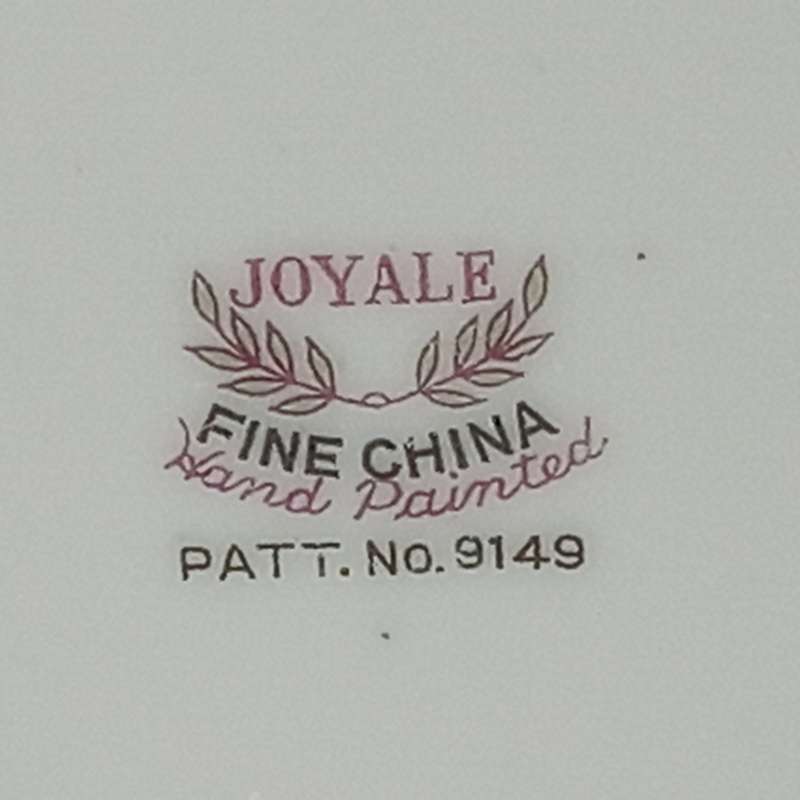 JOYALE
FINE CHINA
Hand Painted
PATT. NO. 9149